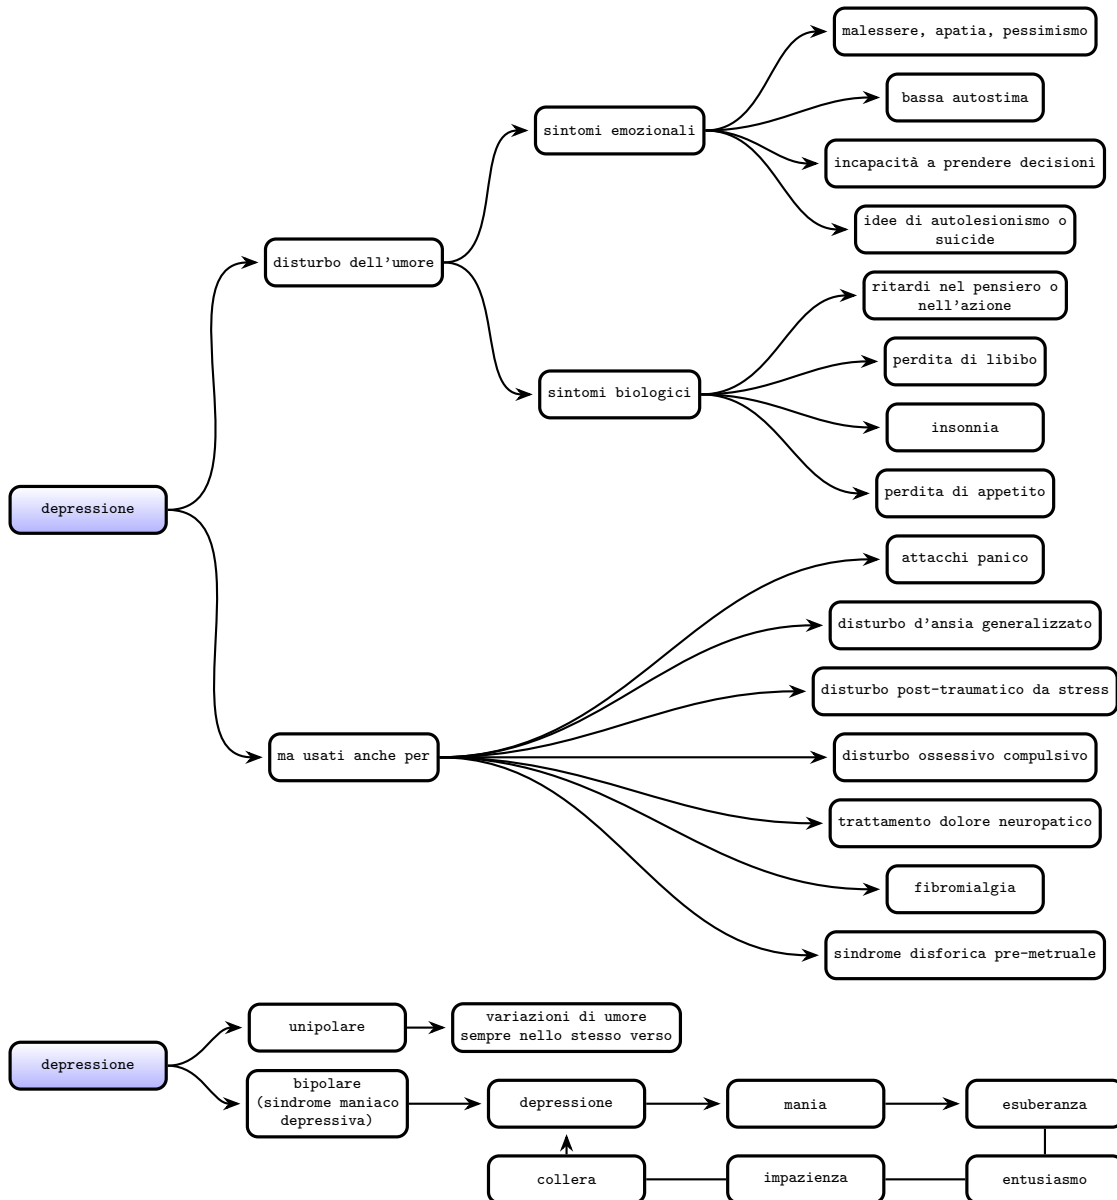 malessere, apatia, pessimismo
bassa autostima
sintomi emozionali
incapacità a prendere decisioni
idee di autolesionismo o
suicide
disturbo dell'umore
ritardi nel pensiero o
nell'azione
perdita di libibo
sintomi biologici
insonnia
perdita di appetito
depressione
attacchi panico
disturbo d'ansia generalizzato
disturbo post-traumatico da stress
ma usati anche per
disturbo ossessivo compulsivo
trattamento dolore neuropatico
fibromialgia
sindrome disforica pre-metruale
depressione
unipolare
variazioni di umore
sempre nello stesso verso
bipolare
(sindrome maniaco
depressiva)
depressione
mania
esuberanza
collera
impazienza
entusiasmo